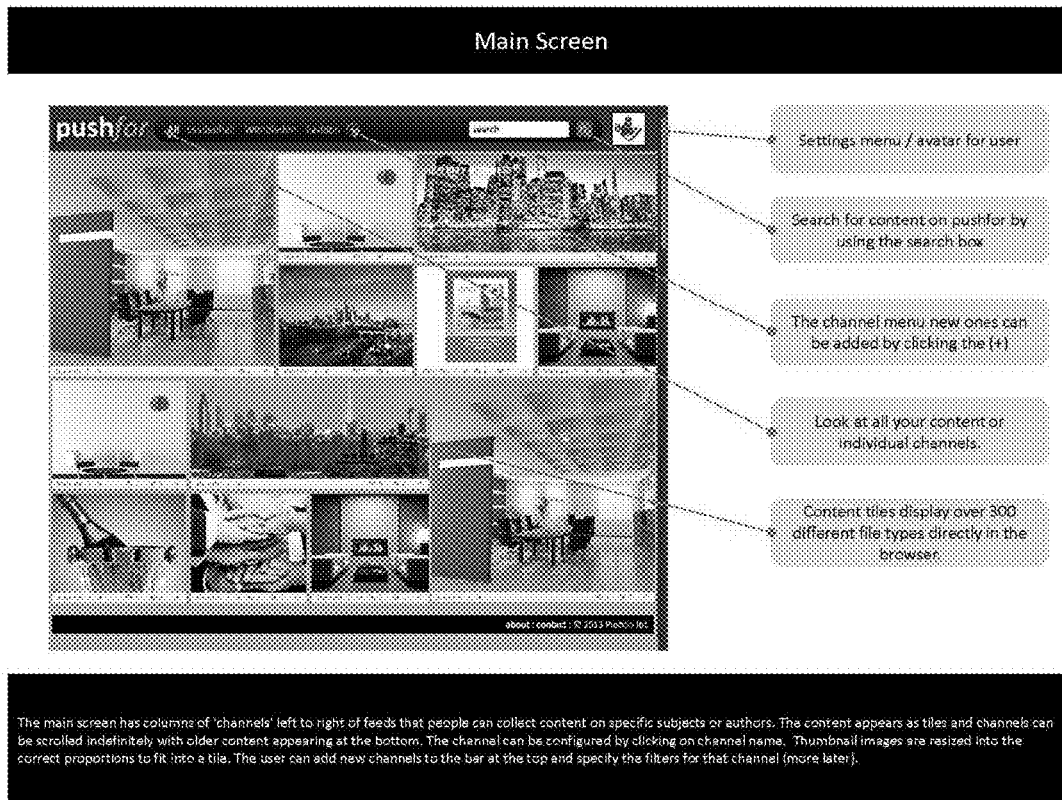 Main Screen
pushfor
search
Settings menu / avatar for user
Search for content on pushfor by
using the search box
The channel menu new ones can
be added by clicking the (+)
Look at all your content or
individual channels.
Content tiles display over 300
different file types directly in the
browser.
about : contact : © 2013
The main screen has columns of 'channels' left to right of feeds that people can collect content on specific subjects or authors. The content appears as tiles and channels can
be scrolled indefinitely with older content appearing at the bottom. The channel can be configured by clicking on channel name. Thumbnail images are resized into the
correct proportions to fit into a tile. The user can add new channels to the bar at the top and specify the filters for that channel (more later).